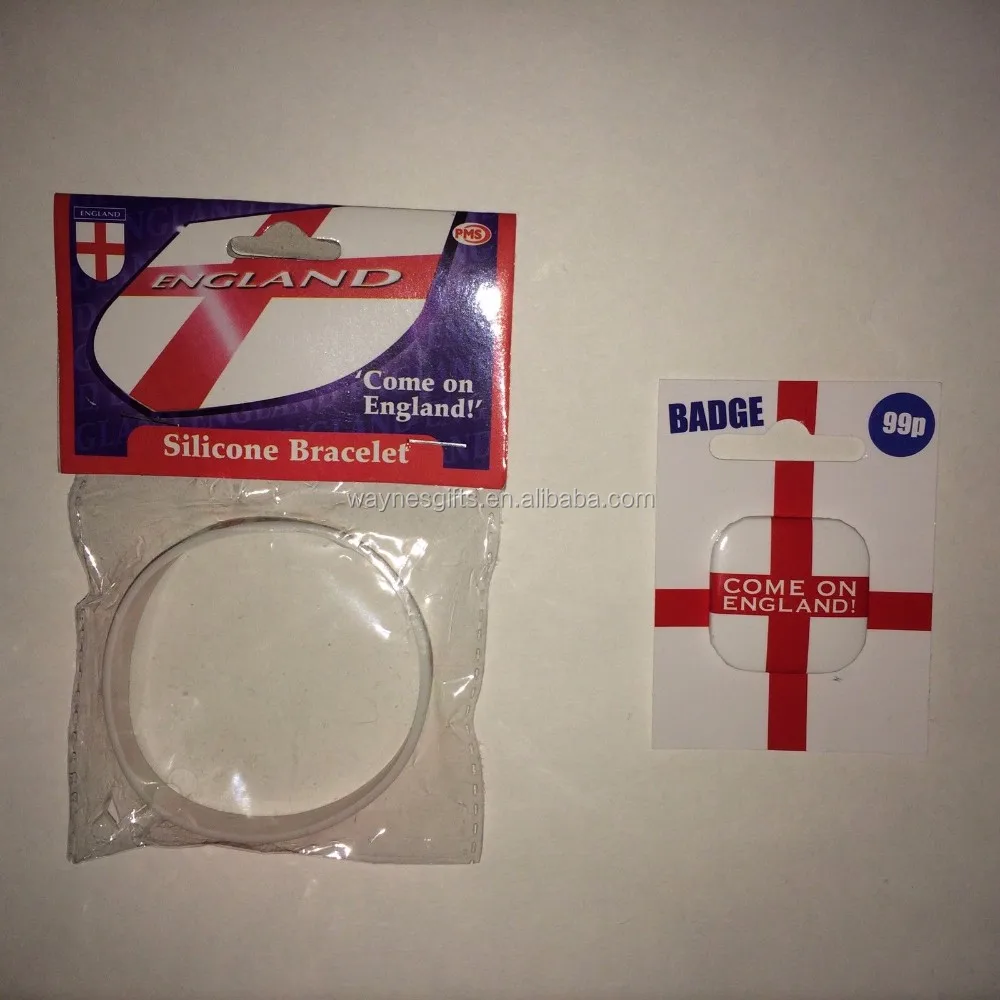 ENGLAND
PMS
ENGLAND
'Come on
England!'
Silicone Bracelet
BADGE
99p
waynesgifts.en.alibaba.com
COME ON
ENGLAND!